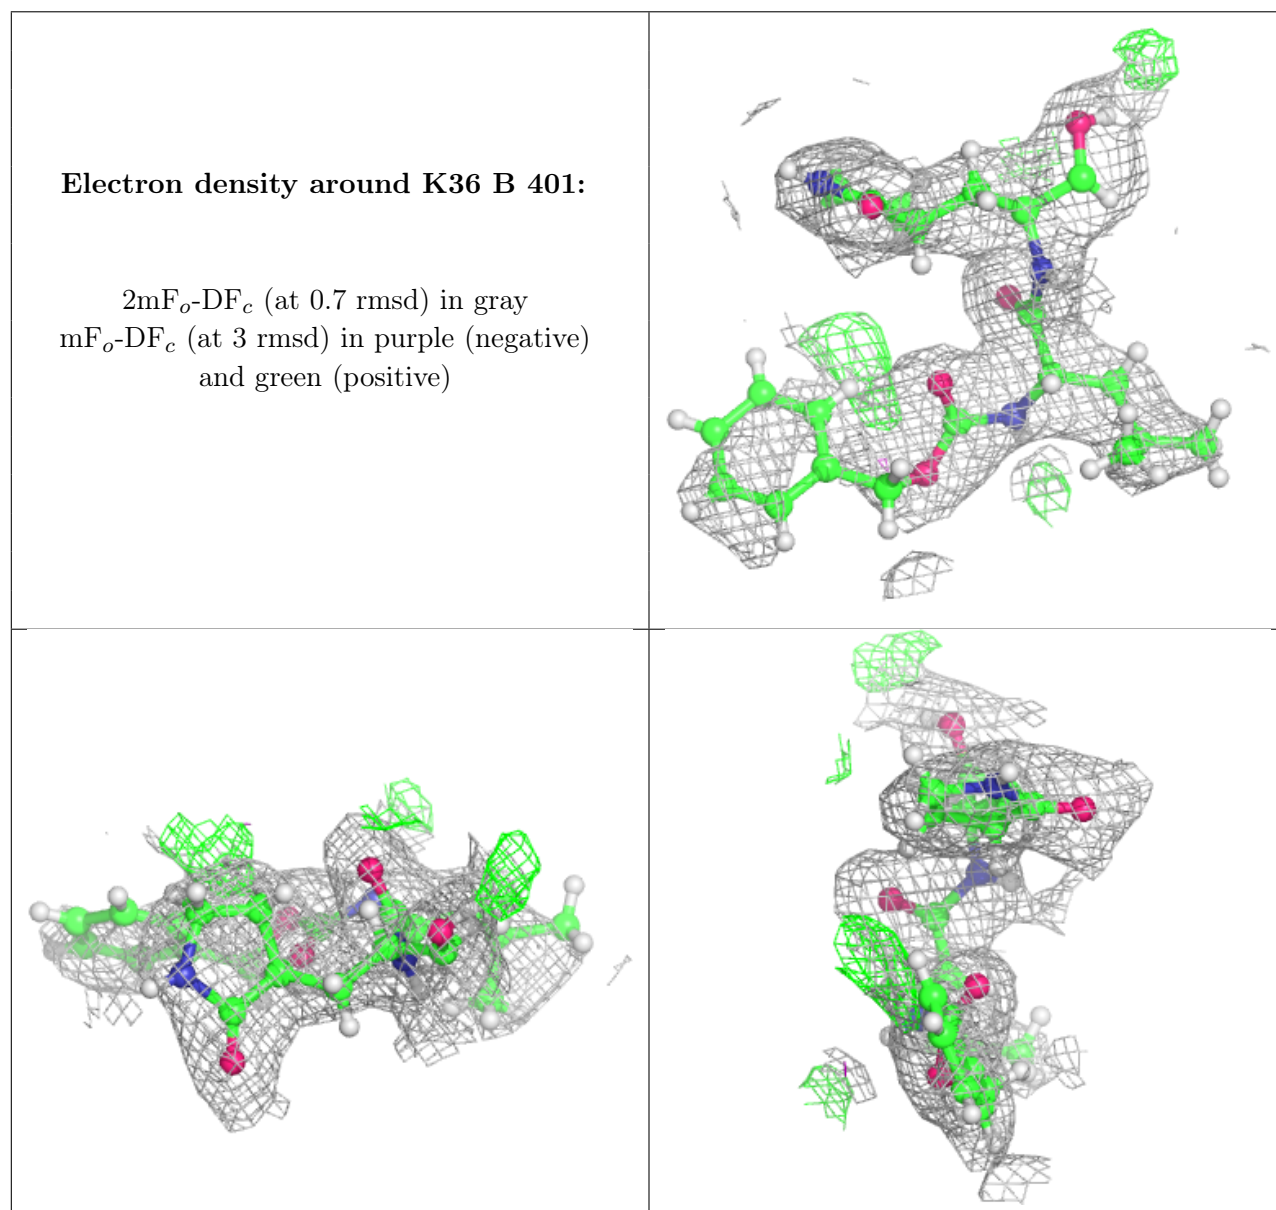 Electron density around K36 B 401:
2mFo-DFc (at 0.7 rmsd) in gray
mFo-DFc (at 3 rmsd) in purple (negative)
and green (positive)